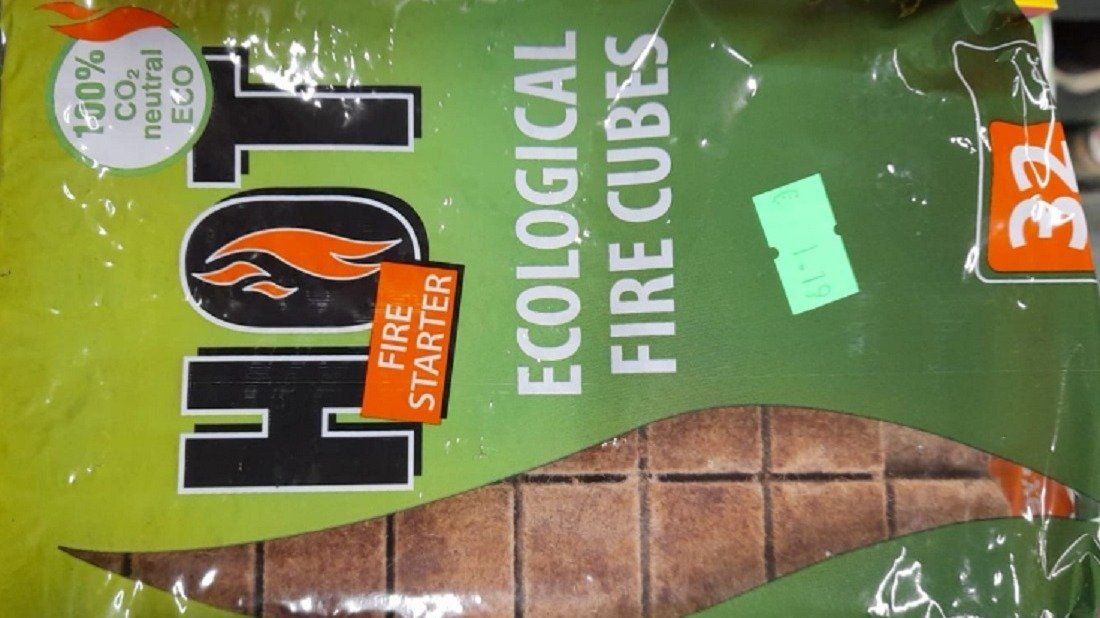 100%
CO₂
neutral
ECO
HOT
FIRE
STARTER
ECOLOGICAL
FIRE CUBES
€ 1.19
32